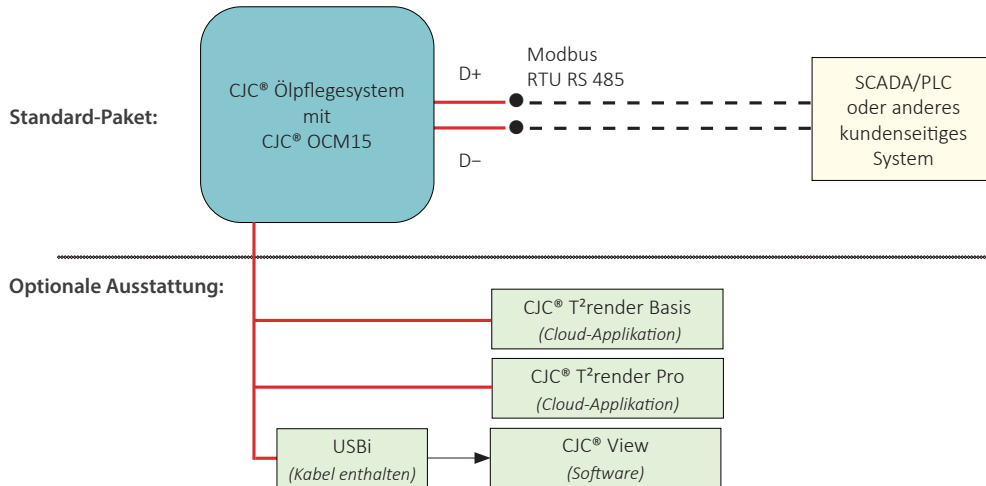 Standard-Paket:
CJC® Ölpflegesystem
mit
CJC® OCM15
D+
D−
Modbus
RTU RS 485
SCADA/PLC
oder anderes
kundenseitiges
System
Optionale Ausstattung:
CJC® T²render Basis
(Cloud-Applikation)
CJC® T²render Pro
(Cloud-Applikation)
USBi
(Kabel enthalten)
CJC® View
(Software)